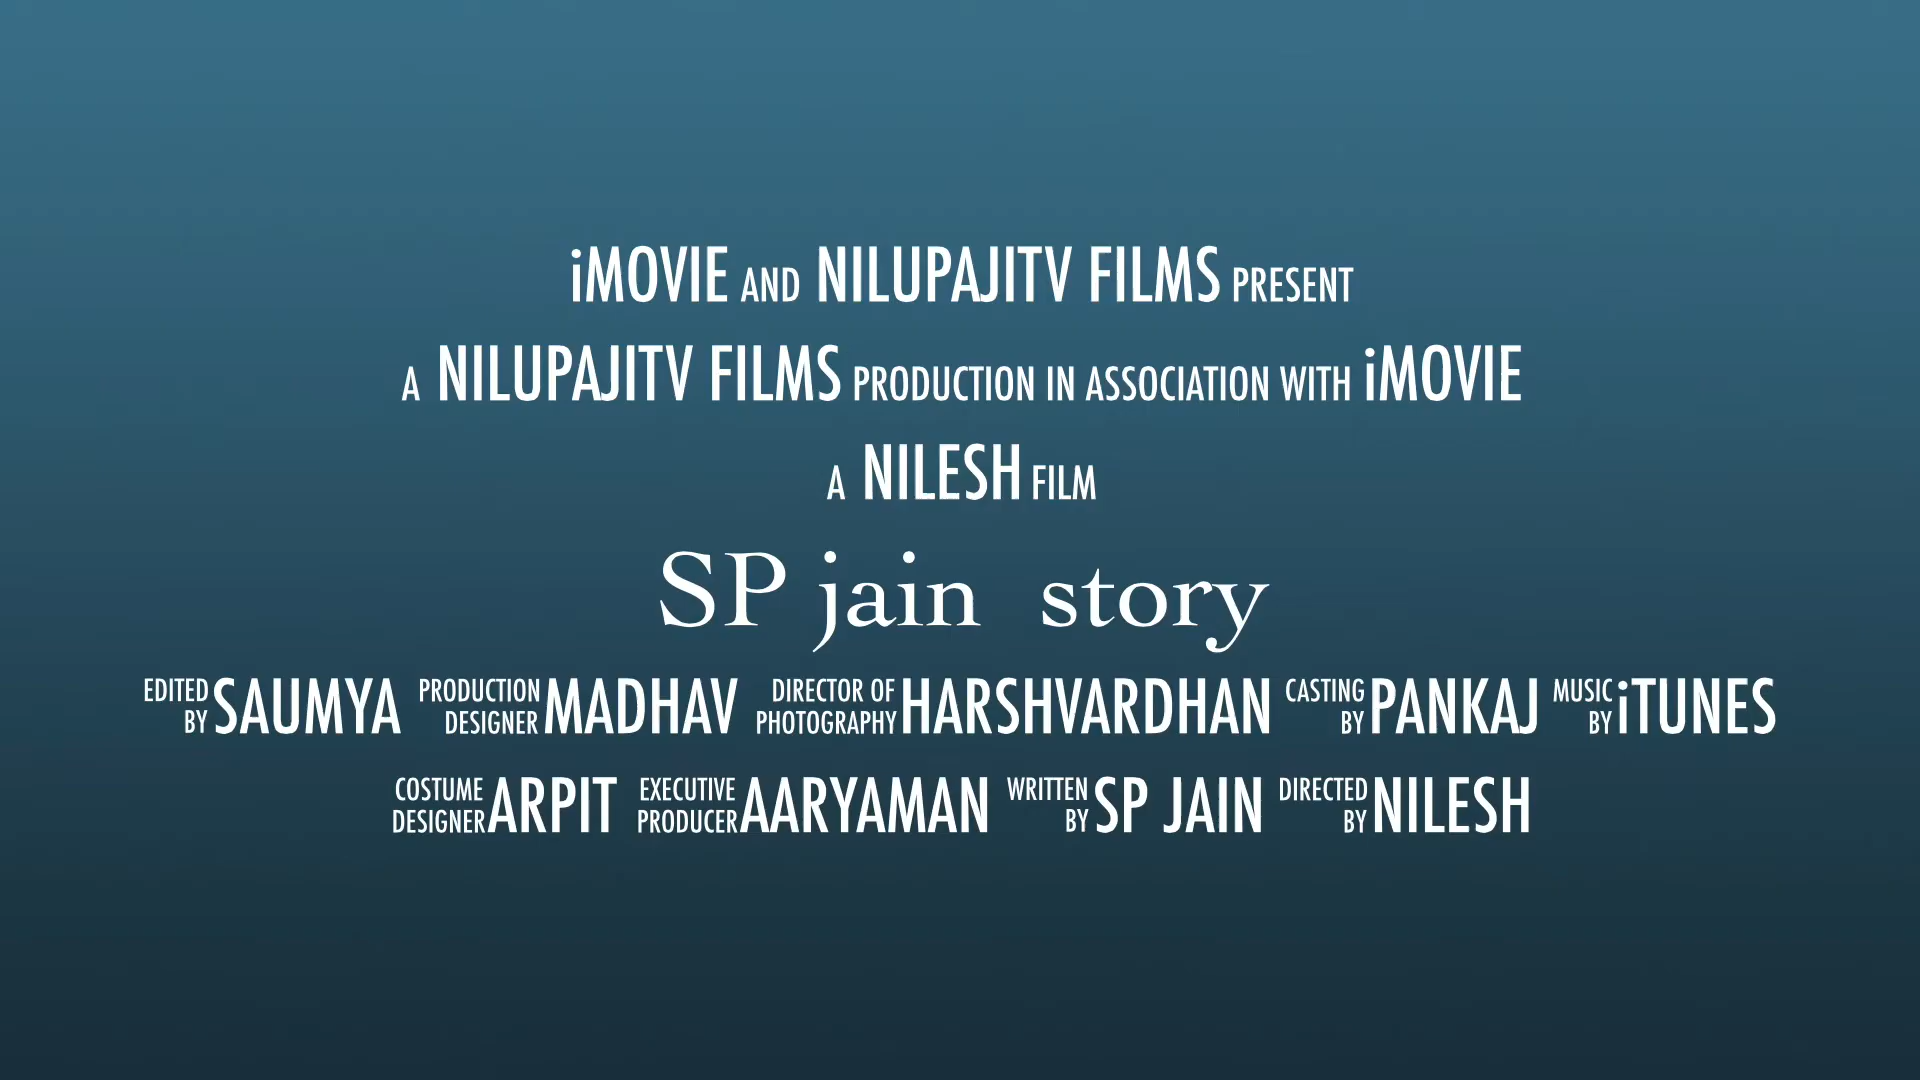 iMOVIE AND NILUPAJITV FILMS PRESENT
A NILUPAJITV FILMS PRODUCTION IN ASSOCIATION WITH iMOVIE
A NILESH FILM
SP jain story
EDITED BY SAUMYA PRODUCTION DESIGNER MADHAV DIRECTOR OF PHOTOGRAPHY HARSHVARDHAN CASTING BY PANKAJ MUSIC BY iTUNES
COSTUME DESIGNER ARPIT EXECUTIVE PRODUCER AARYAMAN WRITTEN BY SP JAIN DIRECTED BY NILESH